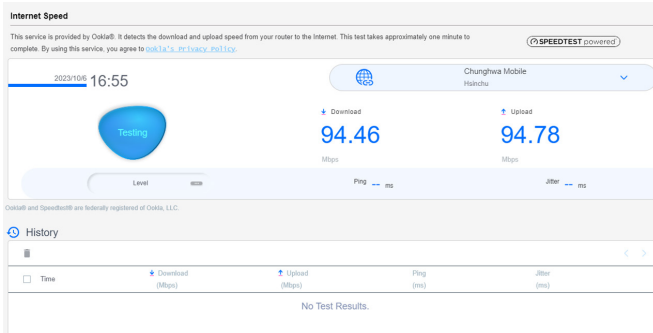 Internet Speed
This service is provided by Ookla®. It detects the download and upload speed from your router to the Internet. This test takes approximately one minute to
complete. By using this service, you agree to Ookla's Privacy Policy.
SPEEDTEST powered
2023/10/6 16:55
Chunghwa Mobile
Hsinchu
Testing
Download
Upload
94.46
94.78
Mbps
Mbps
Level
Ping -- ms
Jitter -- ms
Ookla® and Speedtest® are federally registered of Ookla, LLC.
History
Time
Download
(Mbps)
Upload
(Mbps)
Ping
(ms)
Jitter
(ms)
No Test Results.